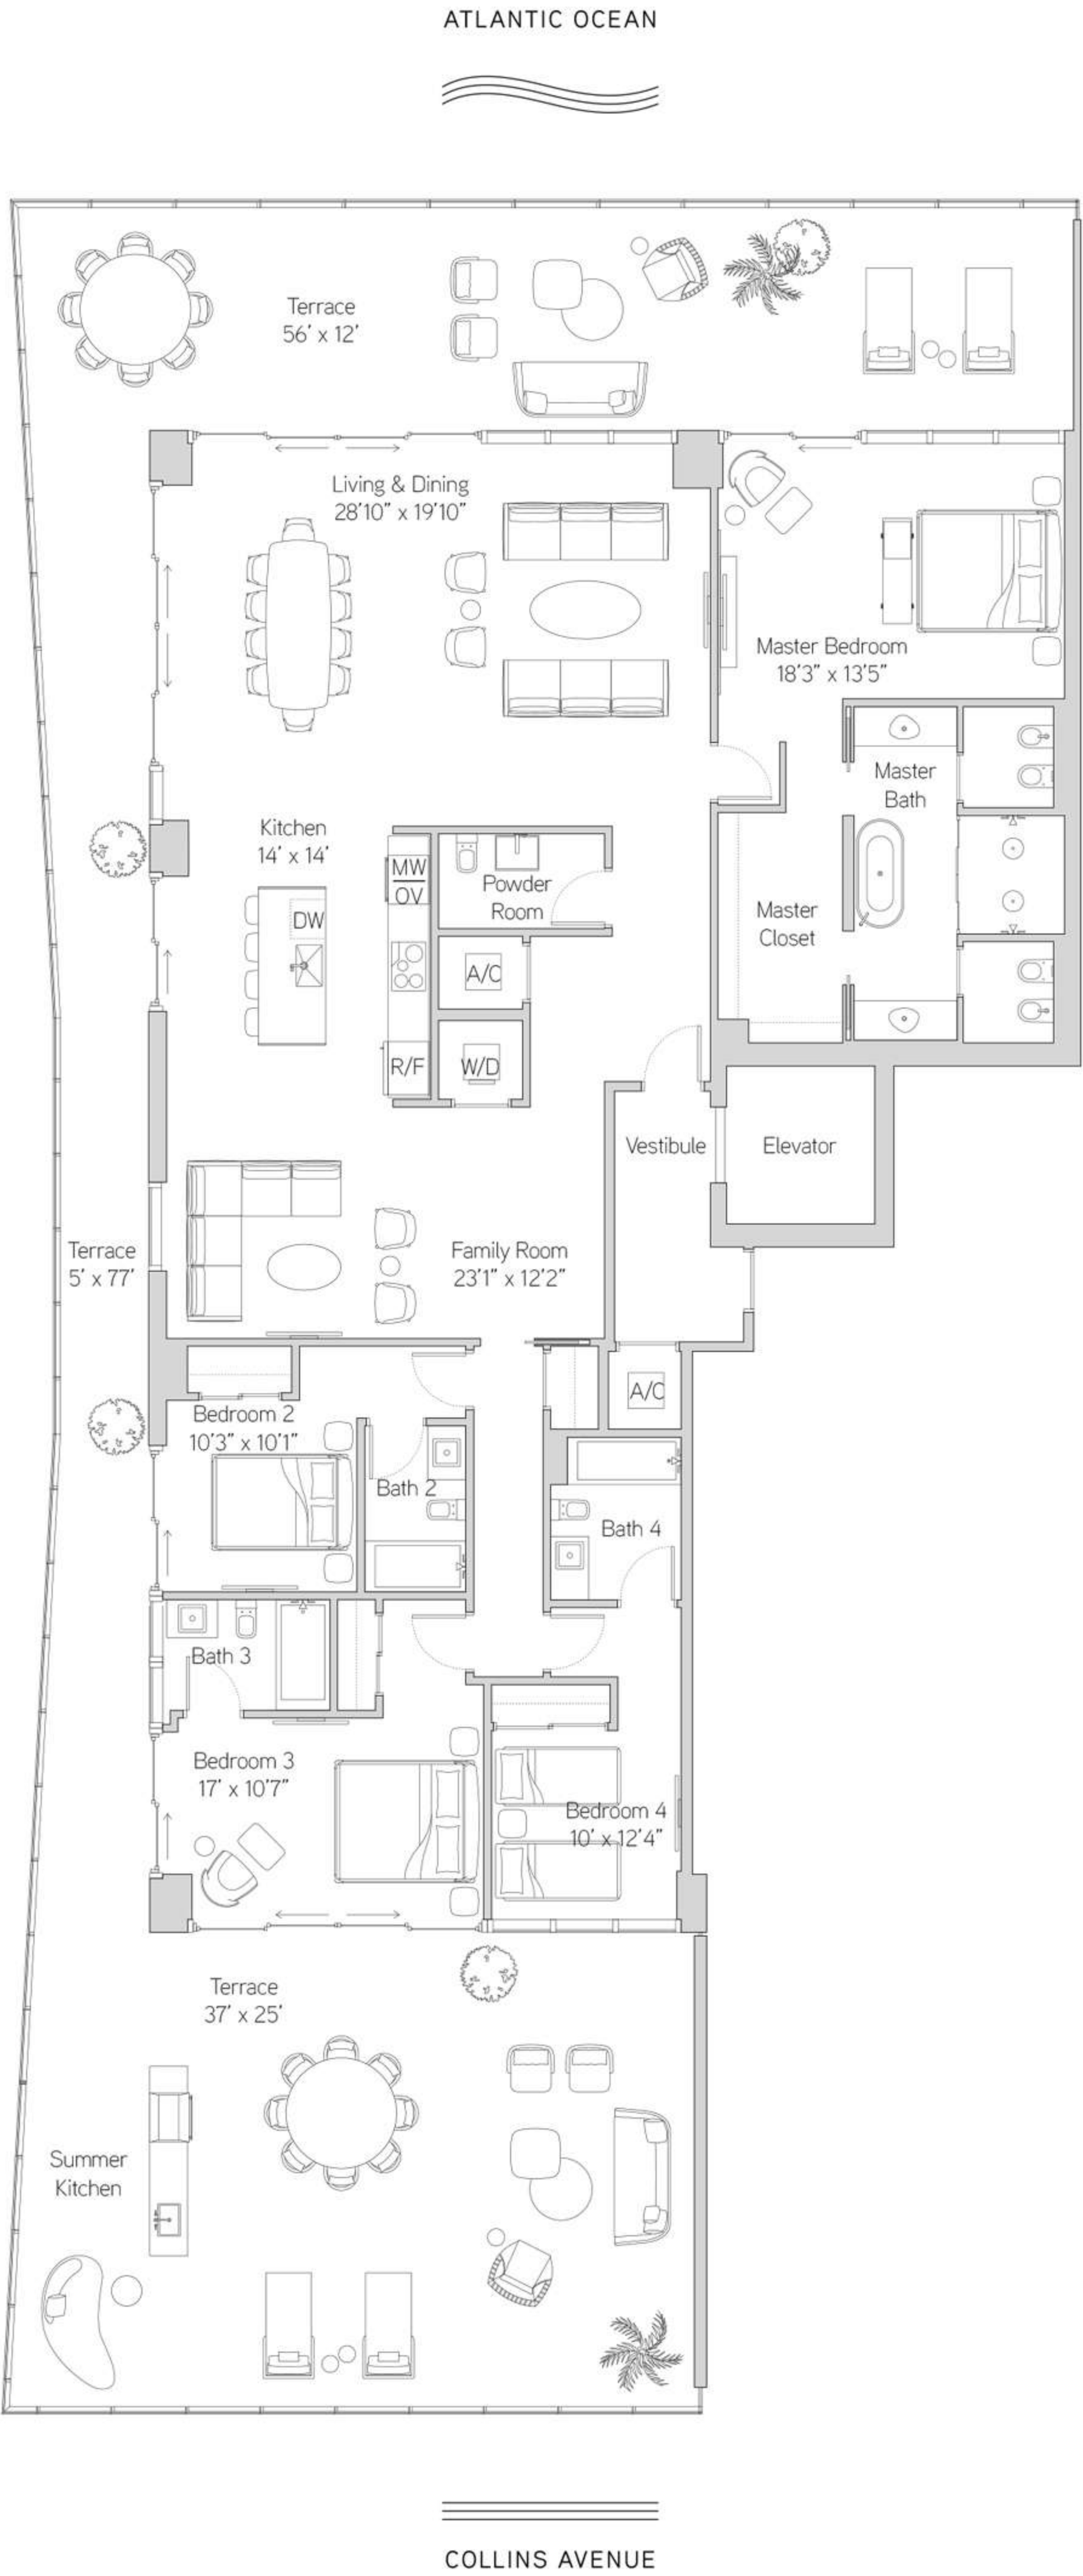 ATLANTIC OCEAN
Terrace
56' x 12'
Living & Dining
28'10" x 19'10"
Master Bedroom
18'3" x 13'5"
Master
Bath
Kitchen
14' x 14'
MW
OV
DW
Powder
Room
Master
Closet
A/C
R/F
W/D
Vestibule
Elevator
Terrace
5' x 77'
Family Room
23'1" x 12'2"
A/C
Bedroom 2
10'3" x 10'1"
Bath 2
Bath 4
Bath 3
Bedroom 3
17' x 10'7"
Bedroom 4
10' x 12'4"
Terrace
37' x 25'
Summer
Kitchen
COLLINS AVENUE